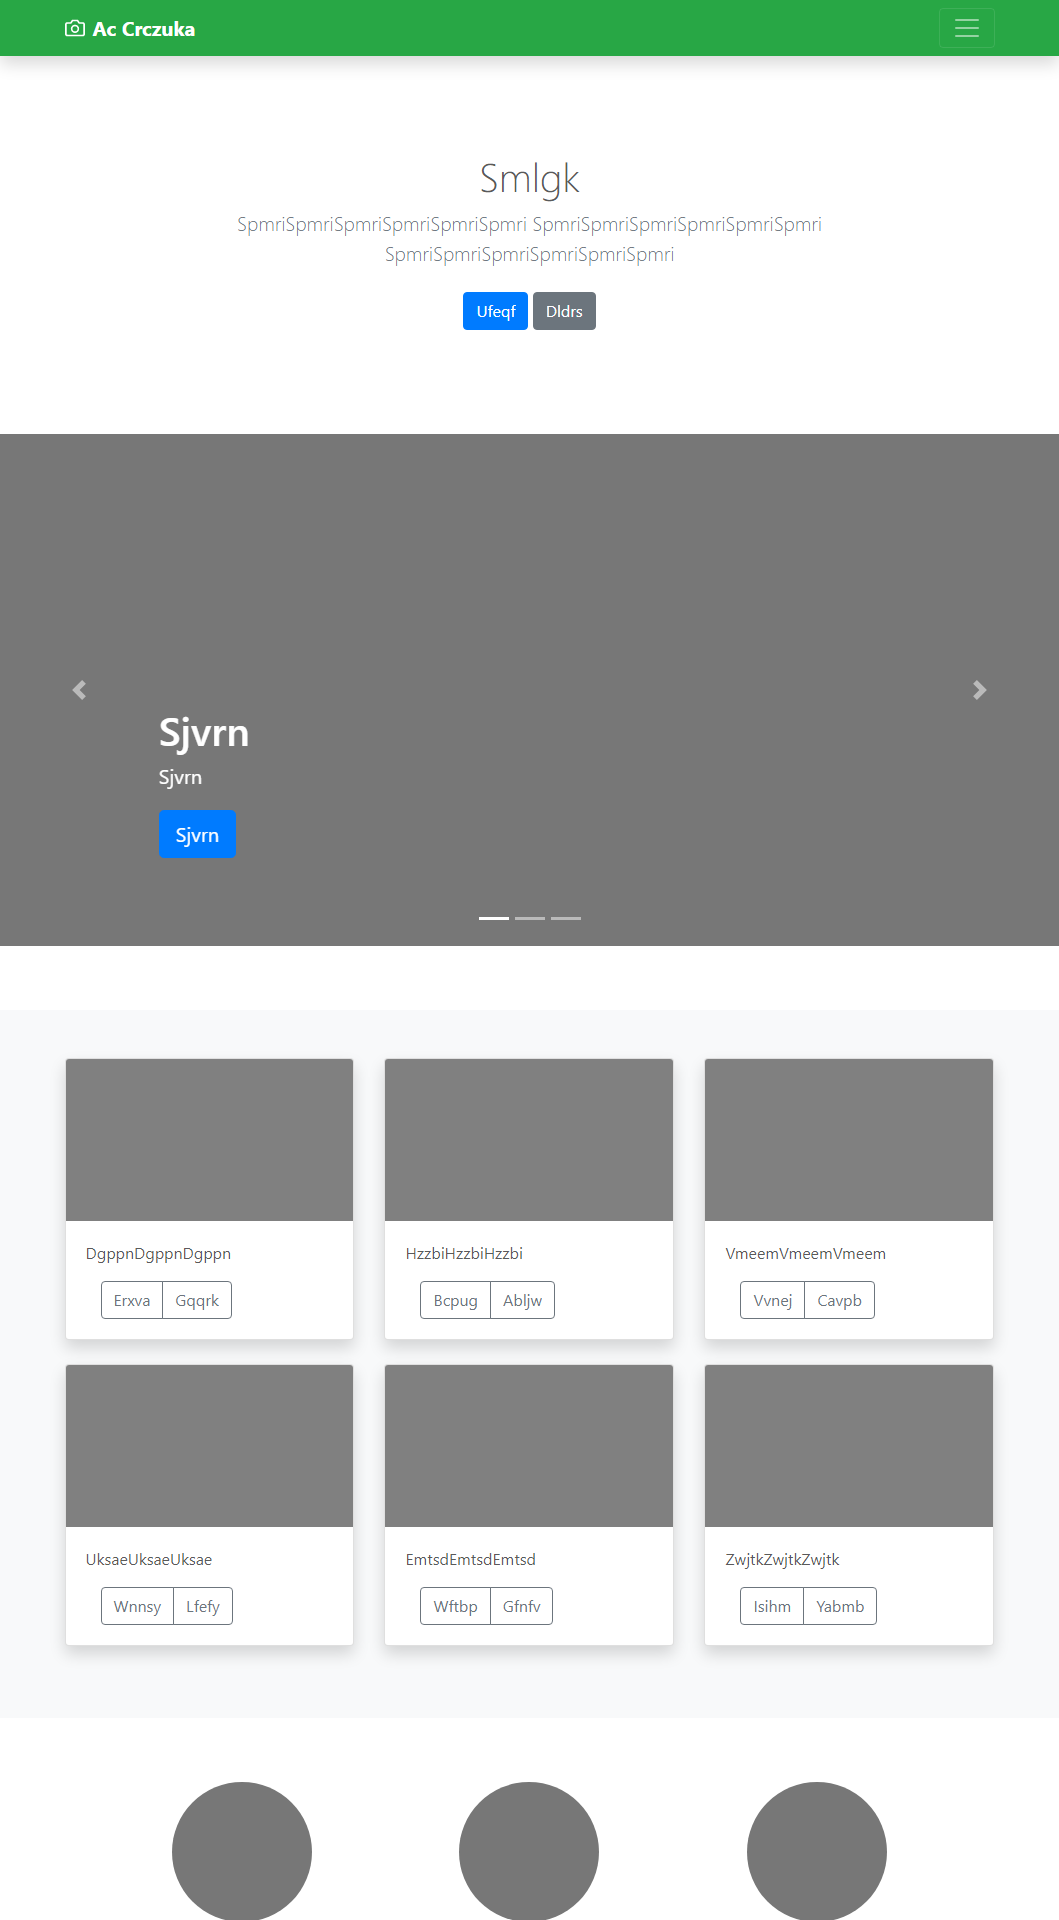 Ac Crczuka
Smlgk
SpmriSpmriSpmriSpmriSpmriSpmri SpmriSpmriSpmriSpmriSpmriSpmri
SpmriSpmriSpmriSpmriSpmriSpmri
Ufeqf Dldrs
Sjvrn
Sjvrn
Sjvrn
DgppnDgppnDgppn HzzbiHzzbiHzzbi VmeemVmeemVmeem
Erxva Gqqrk Bcpug Abljw Vvnej Cavpb
UksaeUksaeUksae EmtsdEmtsdEmtsd ZwjtkZwjtkZwjtk
Wnnsy Lfefy Wftbp Gfnfv Isihm Yabmb